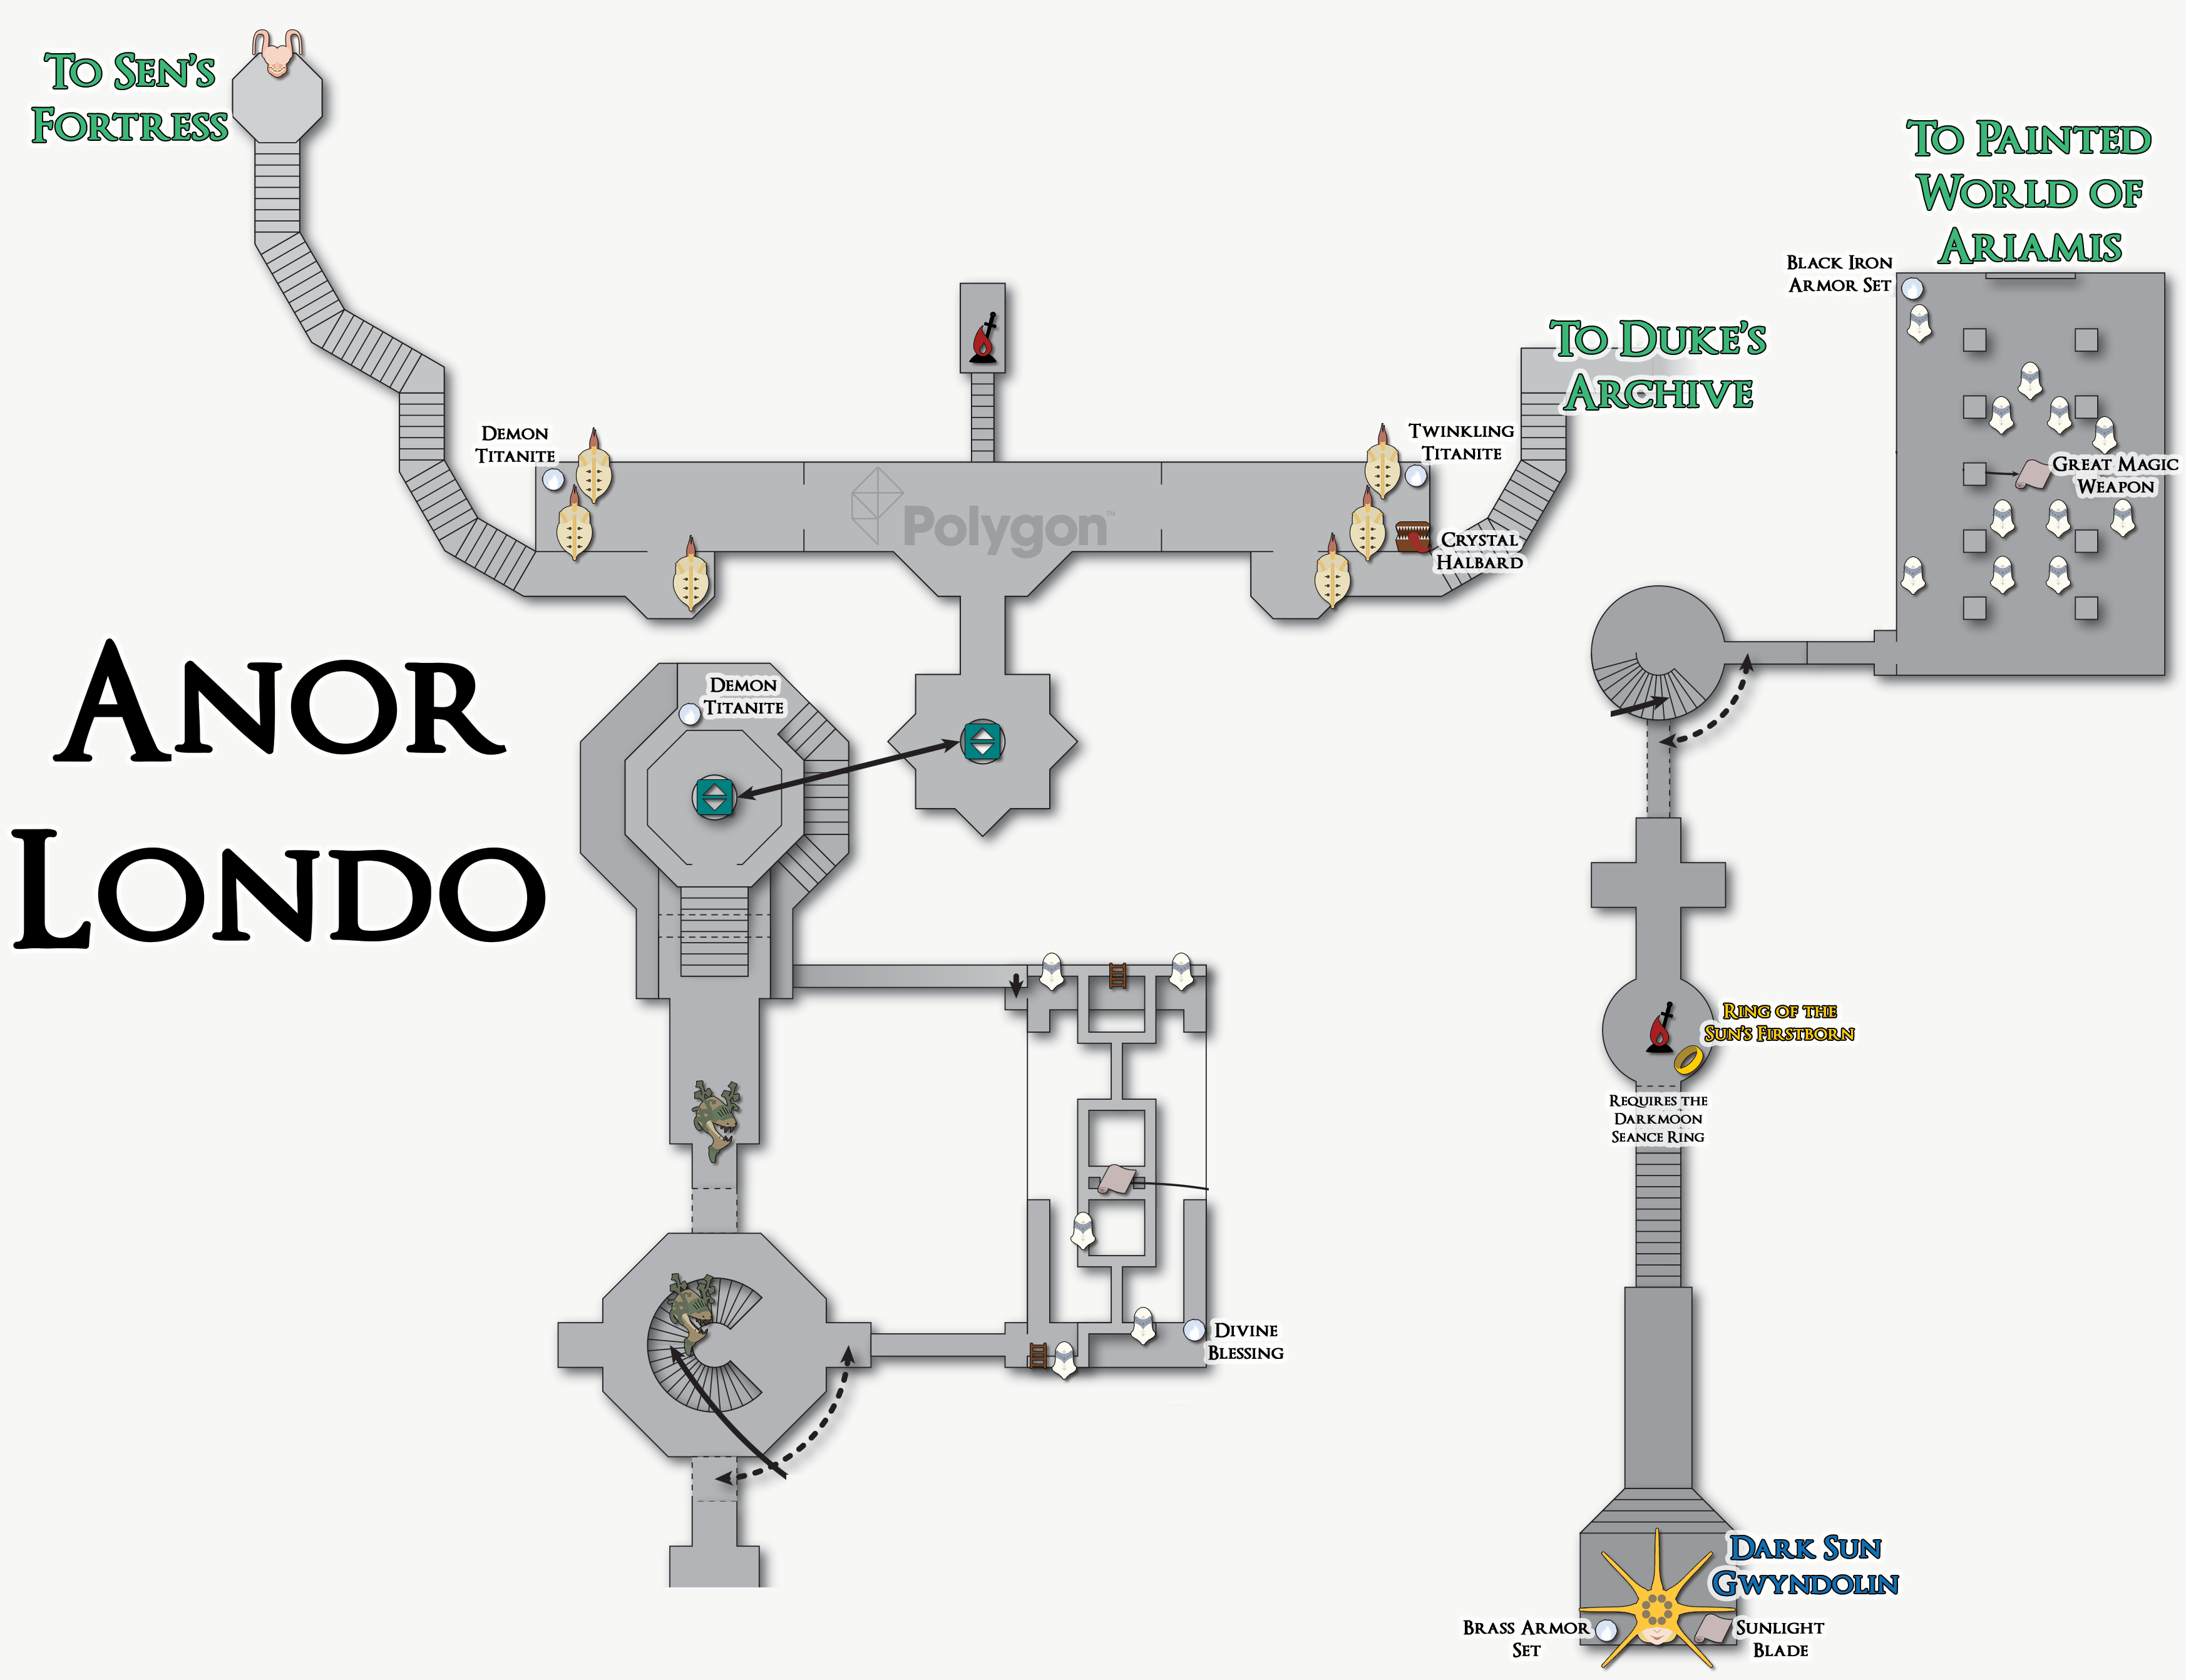 To Sen's
Fortress
To Painted
World of
Ariamis
Black Iron
Armor Set
To Duke's
Archive
Demon
Titanite
Twinkling
Titanite
Great Magic
Weapon
Polygon™
Crystal
Halbard
Anor
Londo
Demon
Titanite
Ring of the
Sun's Firstborn
Requires the
Darkmoon
Seance Ring
Divine
Blessing
Dark Sun
Gwyndolin
Brass Armor
Set
Sunlight
Blade